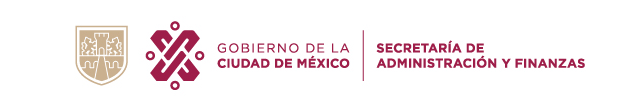 GOBIERNO DE LA
CIUDAD DE MÉXICO
SECRETARÍA DE
ADMINISTRACIÓN Y FINANZAS